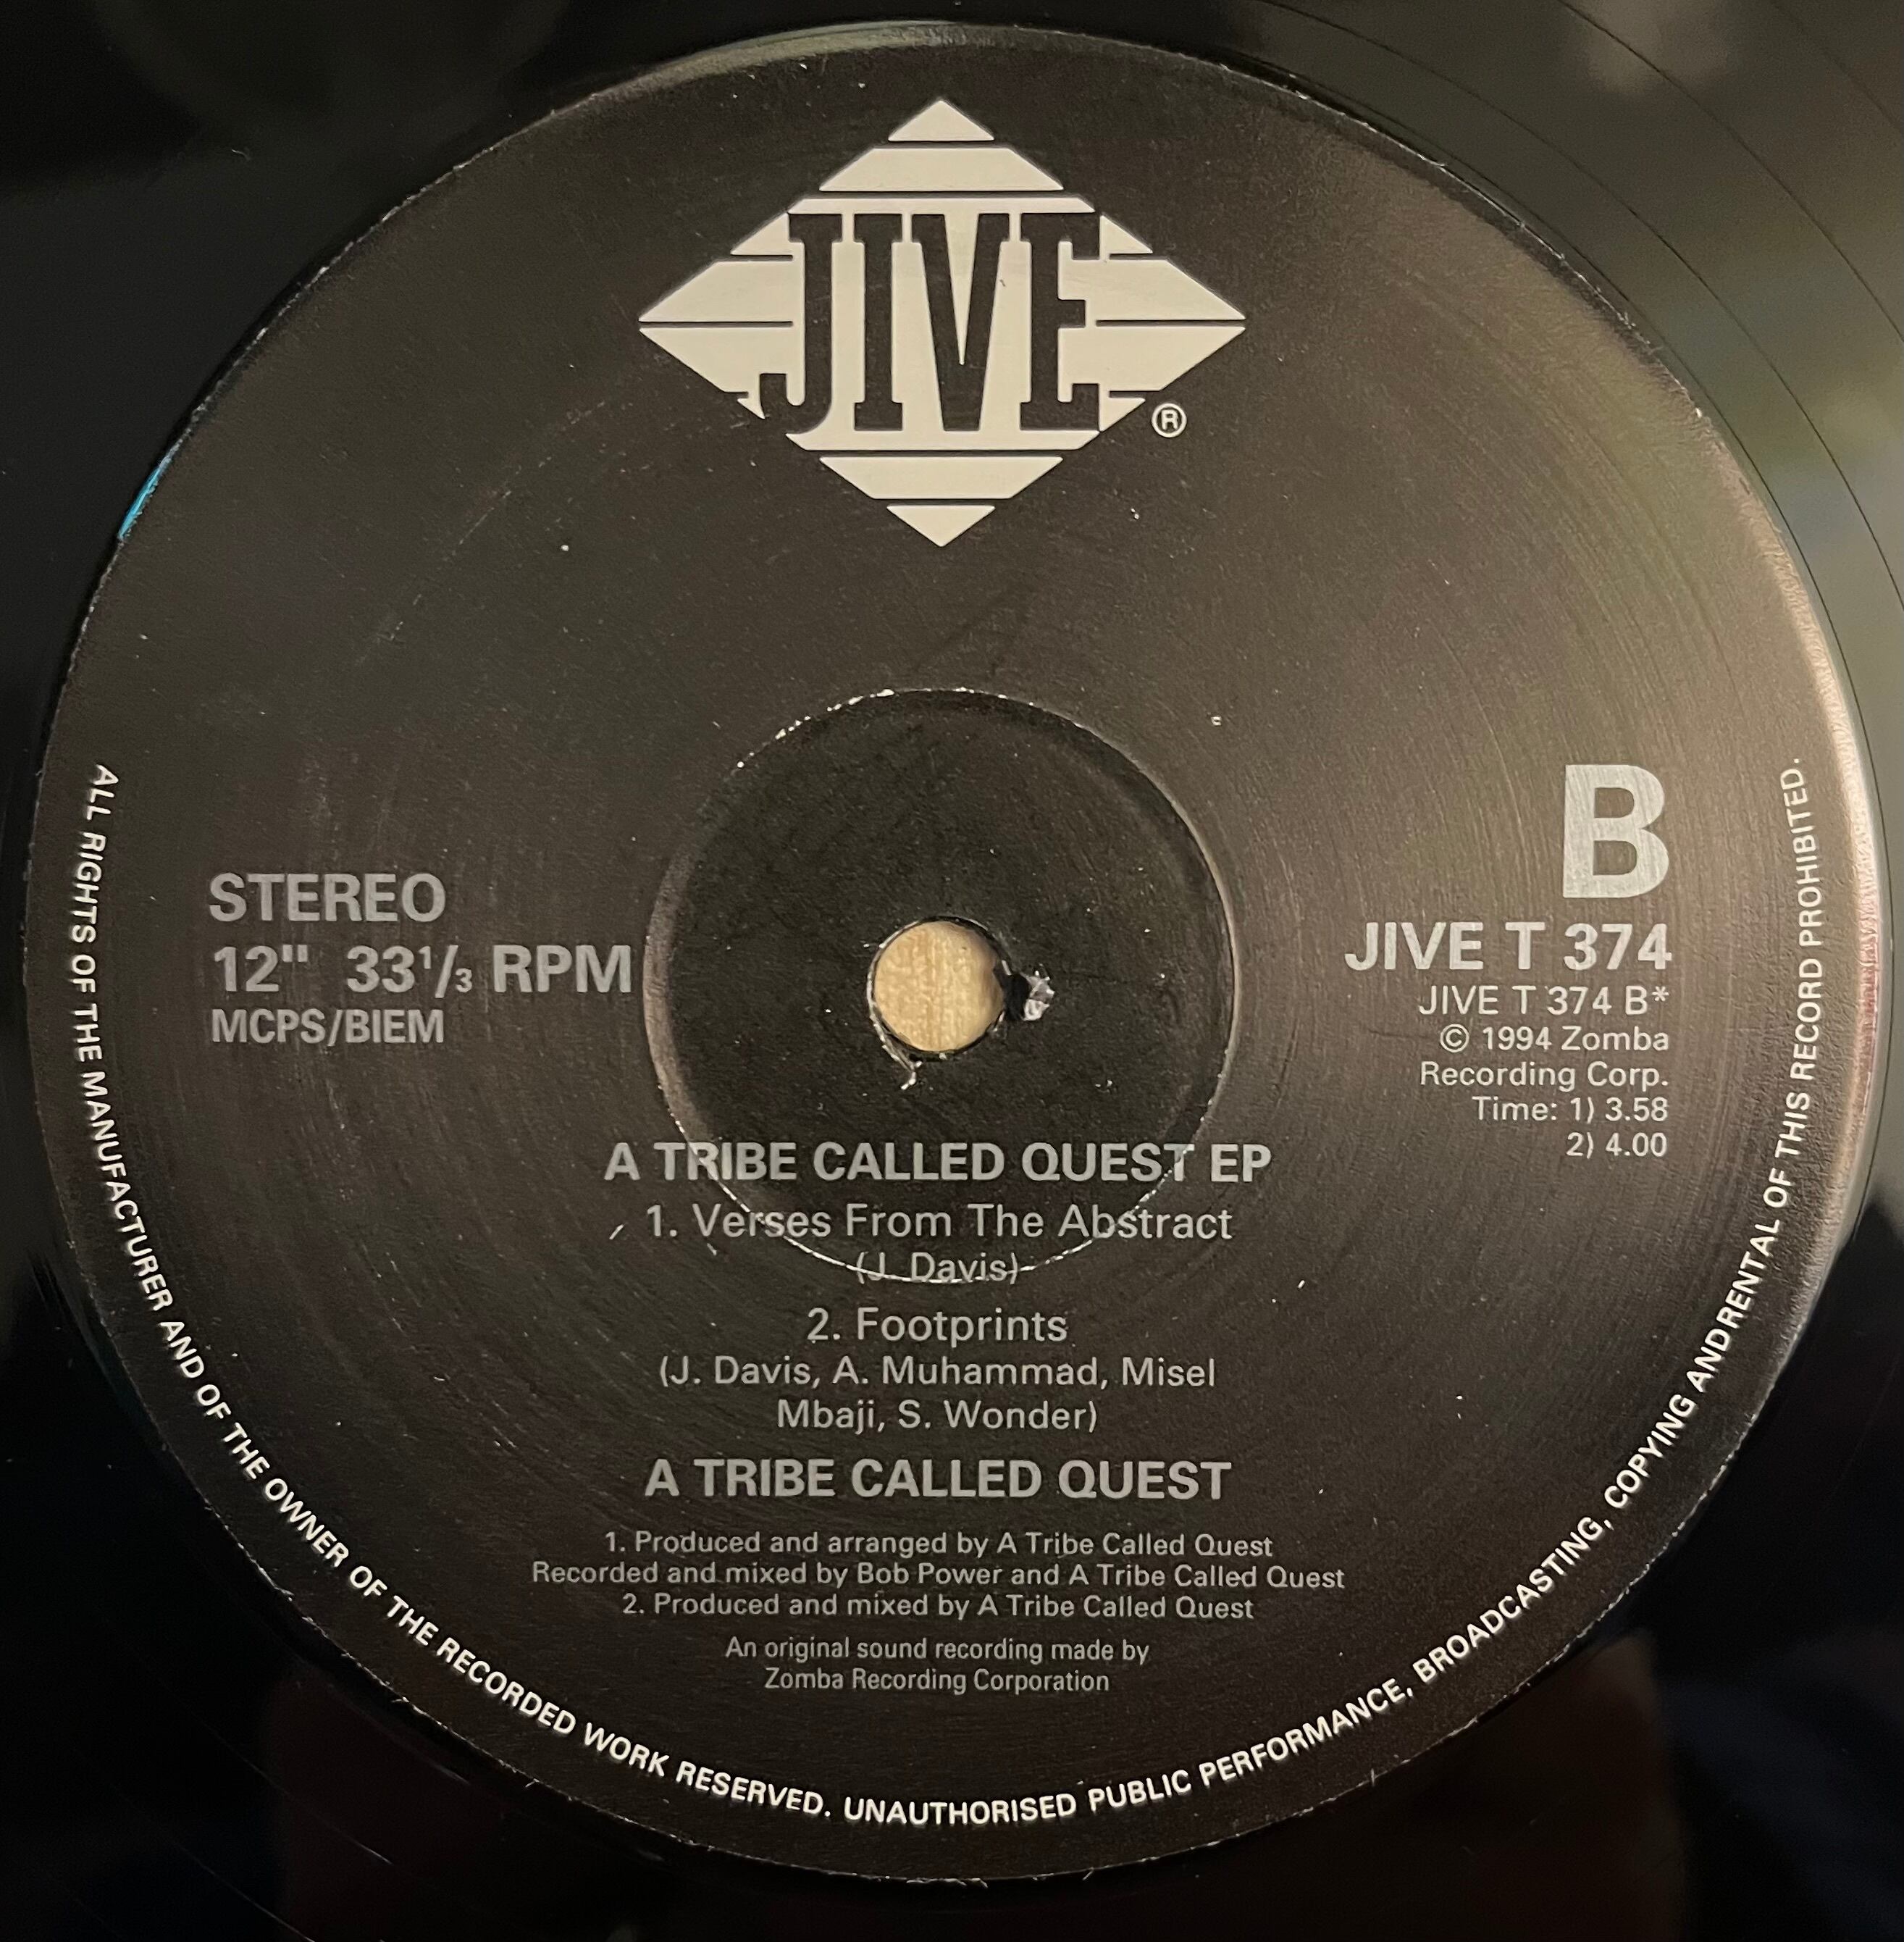 JIVE
®
STEREO
12" 33 1/3 RPM
MCPS/BIEM
B
JIVE T 374
JIVE T 374 B*
© 1994 Zomba
Recording Corp.
Time: 1) 3.58
2) 4.00
A TRIBE CALLED QUEST EP
1. Verses From The Abstract
(J. Davis)
2. Footprints
(J. Davis, A. Muhammad, Misel
Mbaji, S. Wonder)
A TRIBE CALLED QUEST
1. Produced and arranged by A Tribe Called Quest
Recorded and mixed by Bob Power and A Tribe Called Quest
2. Produced and mixed by A Tribe Called Quest
An original sound recording made by
Zomba Recording Corporation
ALL RIGHTS OF THE MANUFACTURER AND OF THE OWNER OF THE RECORDED WORK RESERVED. UNAUTHORISED PUBLIC PERFORMANCE, BROADCASTING, COPYING ANDRENTAL OF THIS RECORD PROHIBITED.